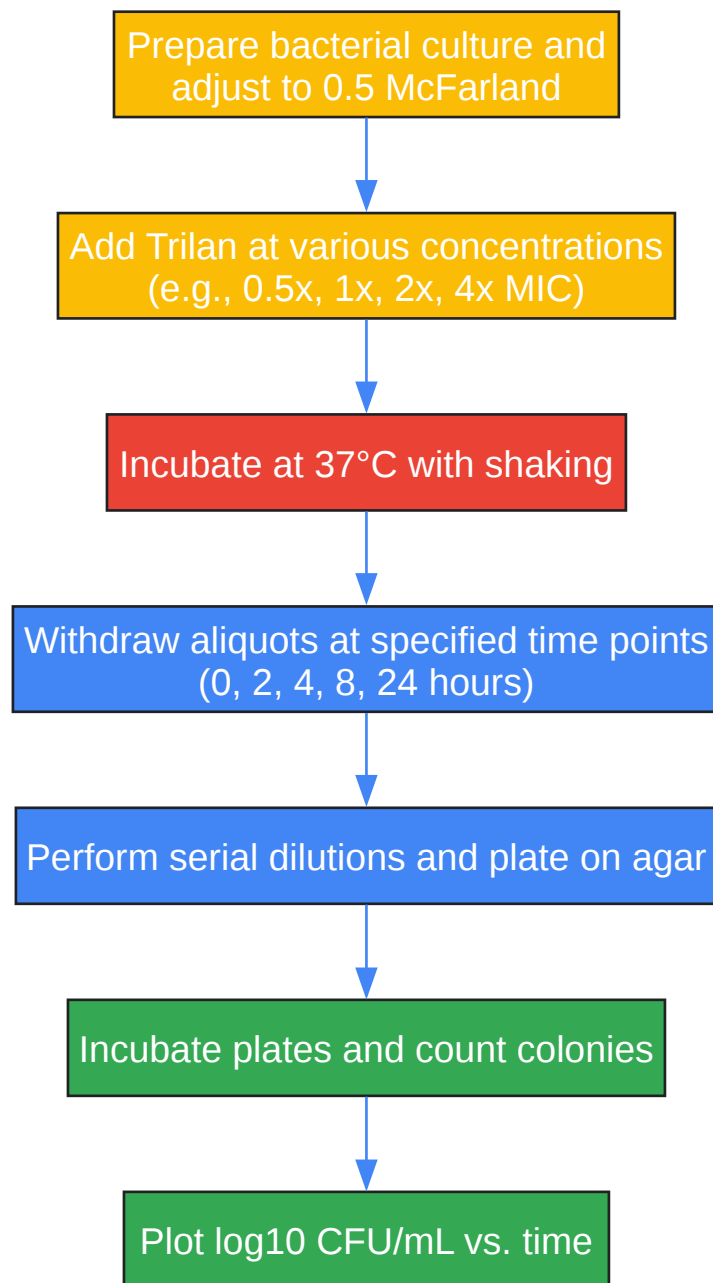 Prepare bacterial culture and
adjust to 0.5 McFarland
Add Trilan at various concentrations
(e.g., 0.5x, 1x, 2x, 4x MIC)
Incubate at 37°C with shaking
Withdraw aliquots at specified time points
(0, 2, 4, 8, 24 hours)
Perform serial dilutions and plate on agar
Incubate plates and count colonies
Plot log10 CFU/mL vs. time